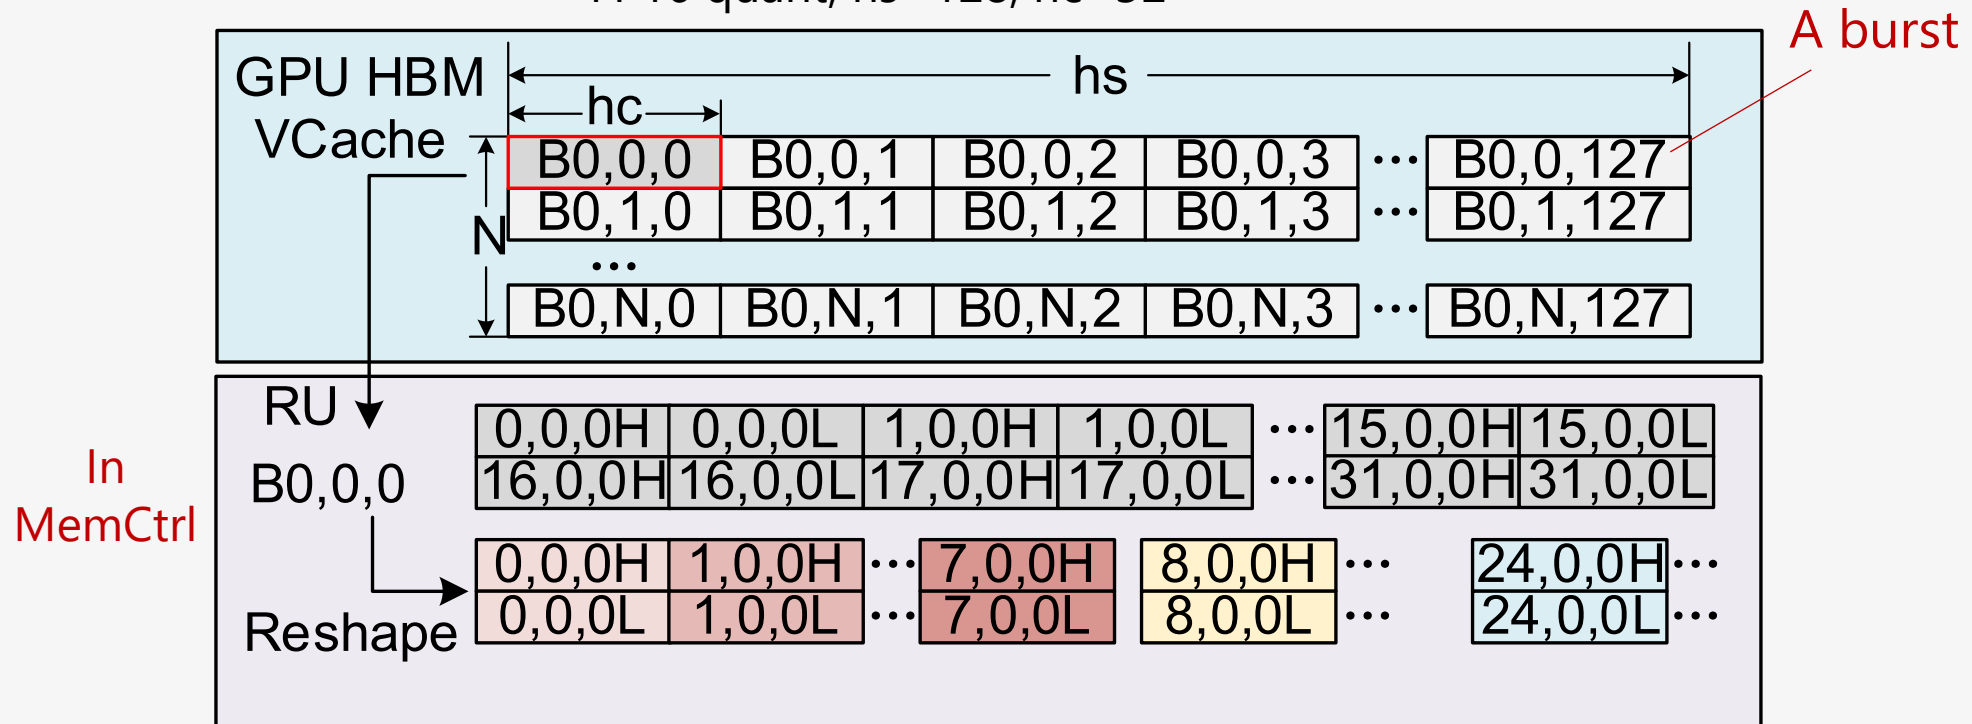 A burst
GPU HBM
VCache
hs
hc
N
B0,0,0 B0,0,1 B0,0,2 B0,0,3 ••• B0,0,127
B0,1,0 B0,1,1 B0,1,2 B0,1,3 ••• B0,1,127
•••
B0,N,0 B0,N,1 B0,N,2 B0,N,3 ••• B0,N,127
In
MemCtrl
RU
B0,0,0
0,0,0H 0,0,0L 1,0,0H 1,0,0L ••• 15,0,0H 15,0,0L
16,0,0H 16,0,0L 17,0,0H 17,0,0L ••• 31,0,0H 31,0,0L
Reshape
0,0,0H 1,0,0H ••• 7,0,0H 8,0,0H ••• 24,0,0H •••
0,0,0L 1,0,0L ••• 7,0,0L 8,0,0L ••• 24,0,0L •••